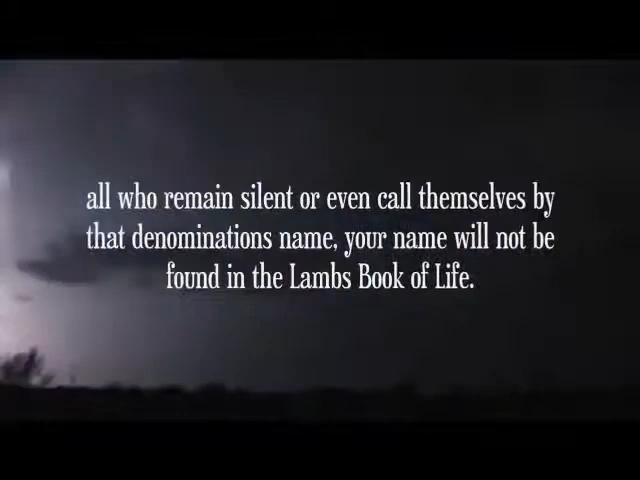 all who remain silent or even call themselves by
that denominations name, your name will not be
found in the Lambs Book of Life.